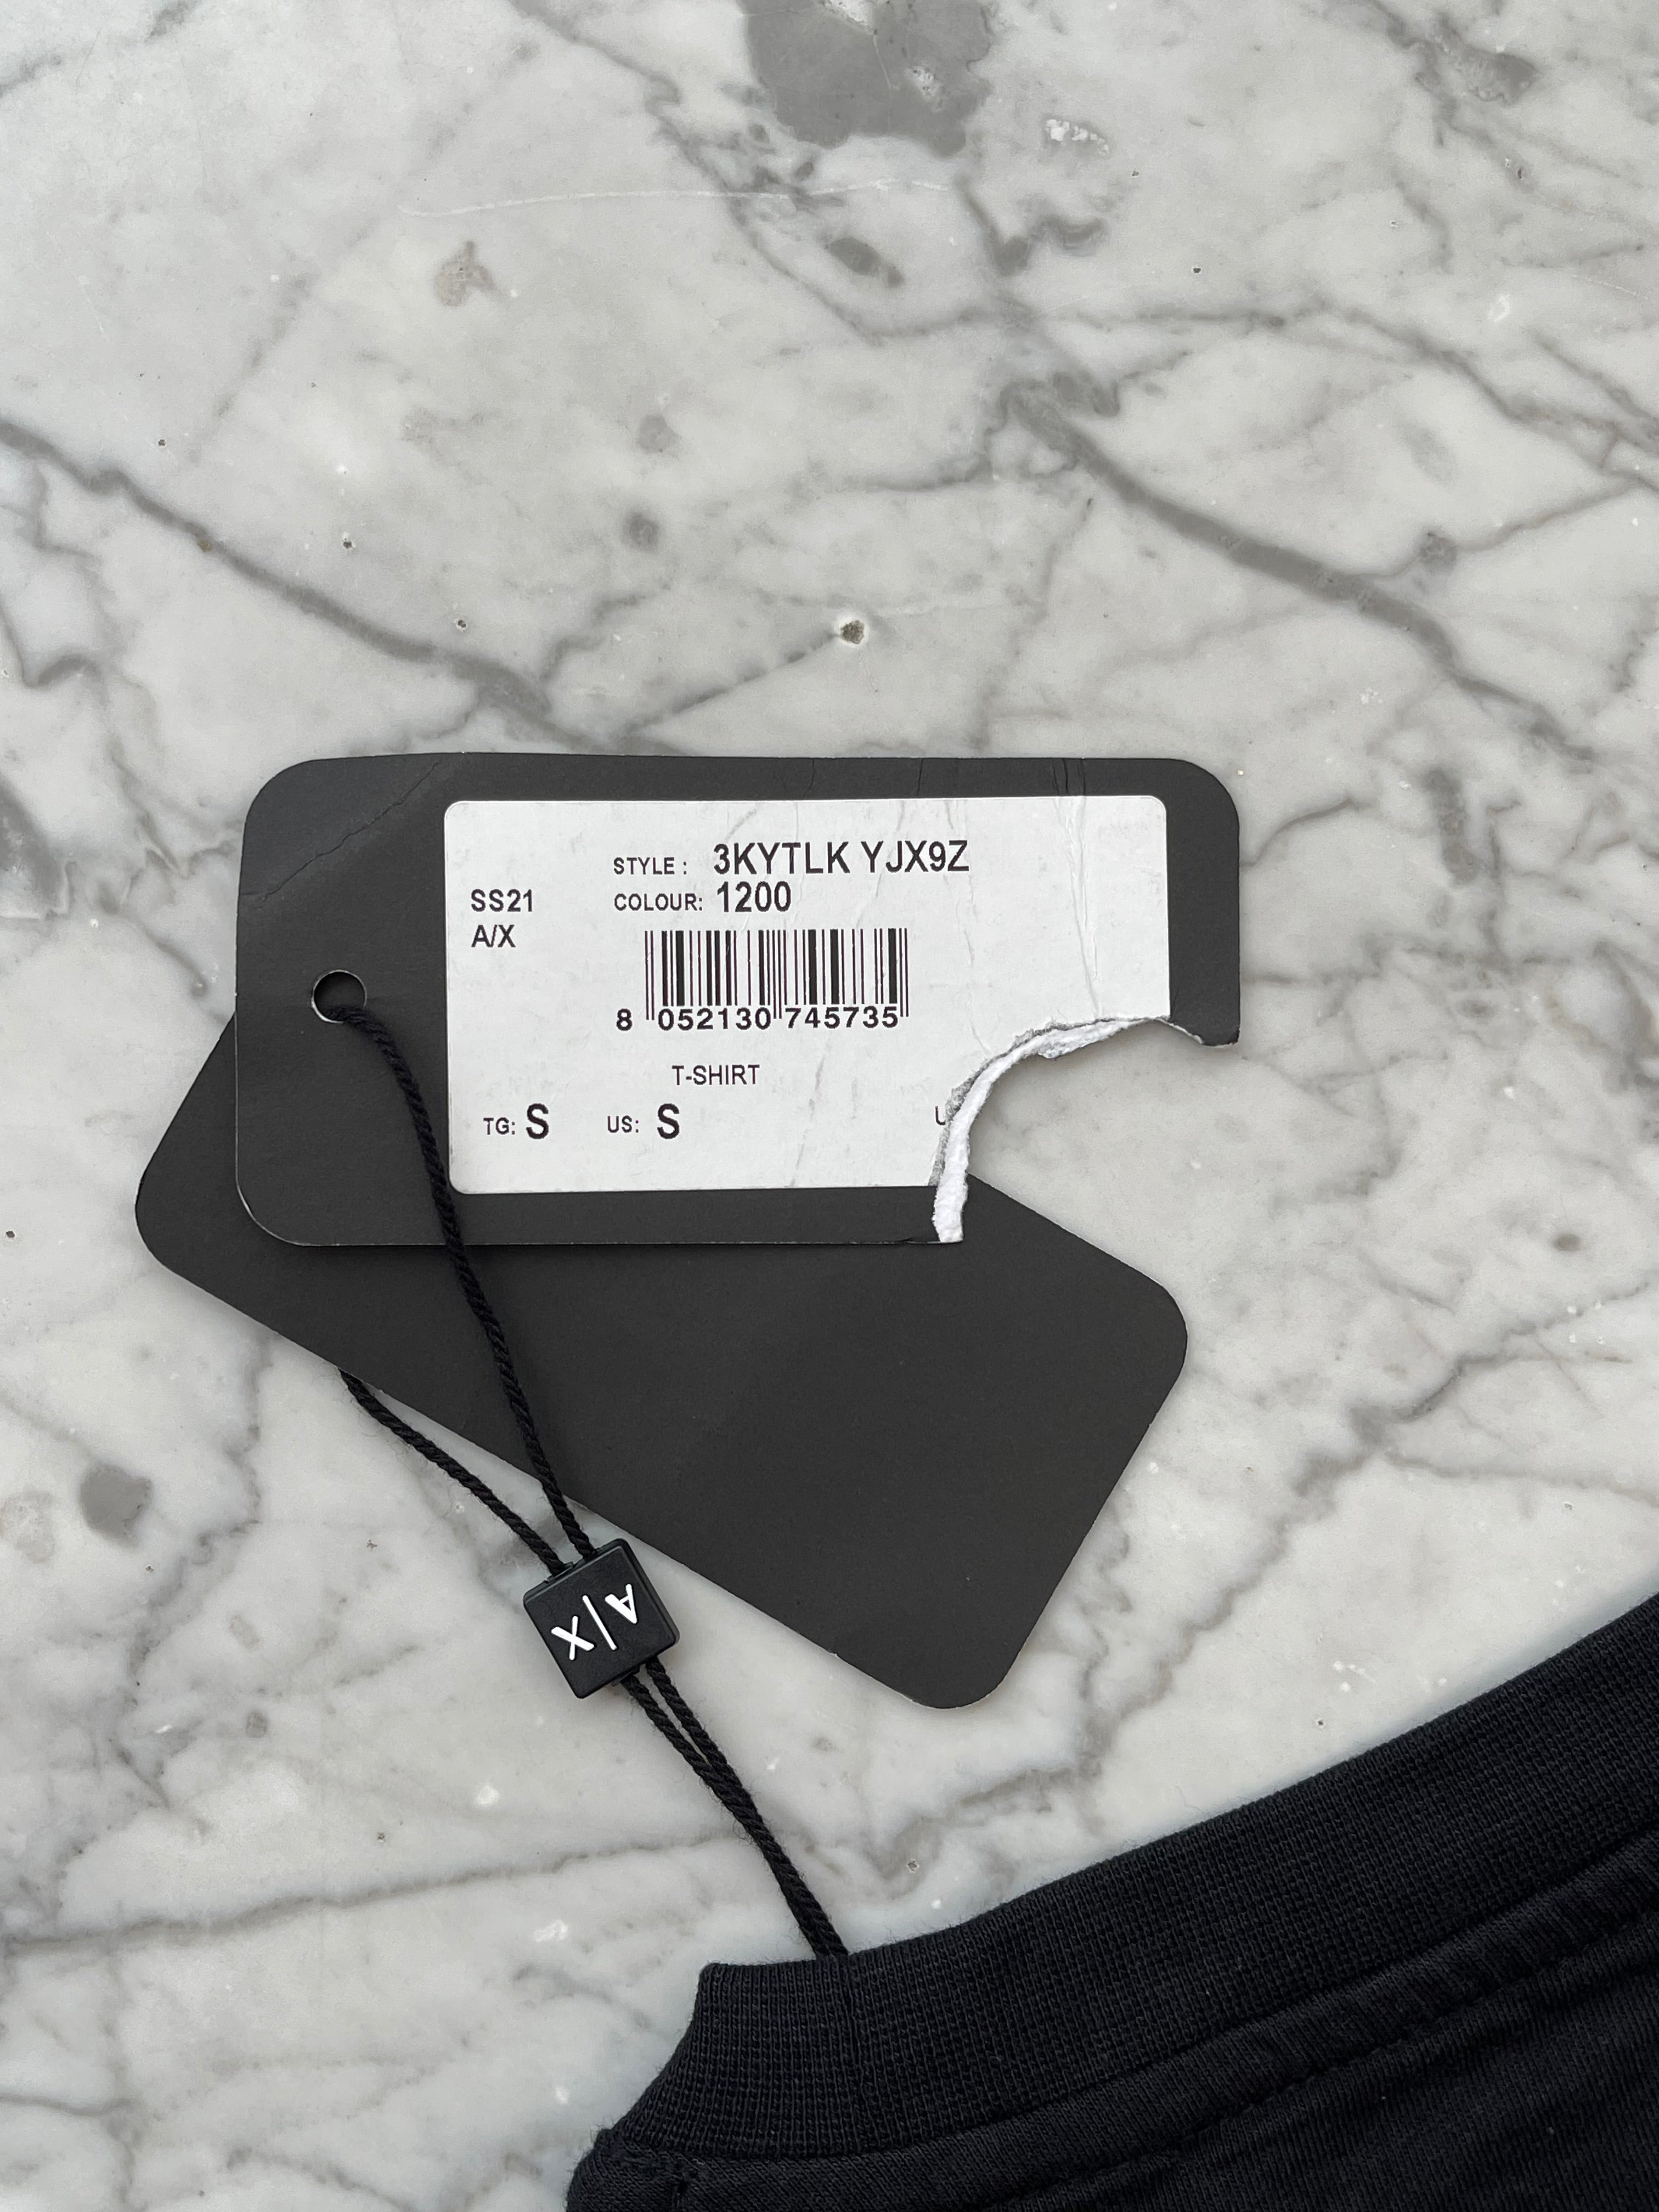 STYLE : 3KYTLK YJX9Z
SS21
COLOUR: 1200
A/X
8 052130 745735
T-SHIRT
TG: S US: S
A|X